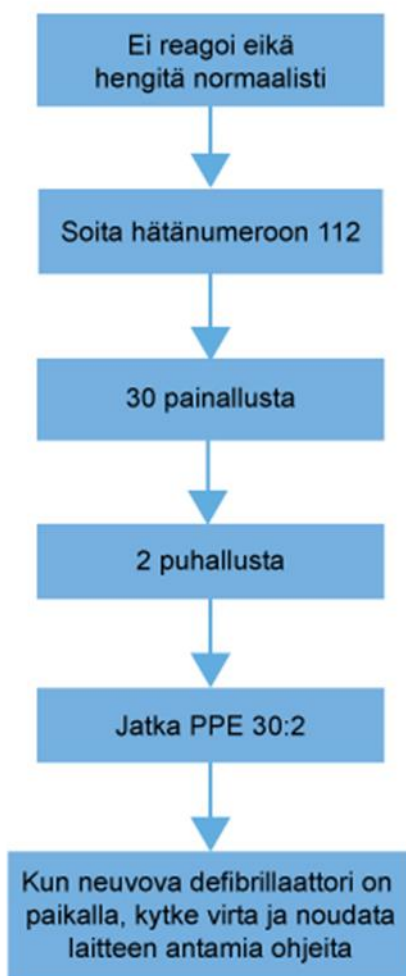 Ei reagoi eikä
hengitä normaalisti
Soita hätänumeroon 112
30 painallusta
2 puhallusta
Jatka PPE 30:2
Kun neuvova defibrillaattori on
paikalla, kytke virta ja noudata
laitteen antamia ohjeita